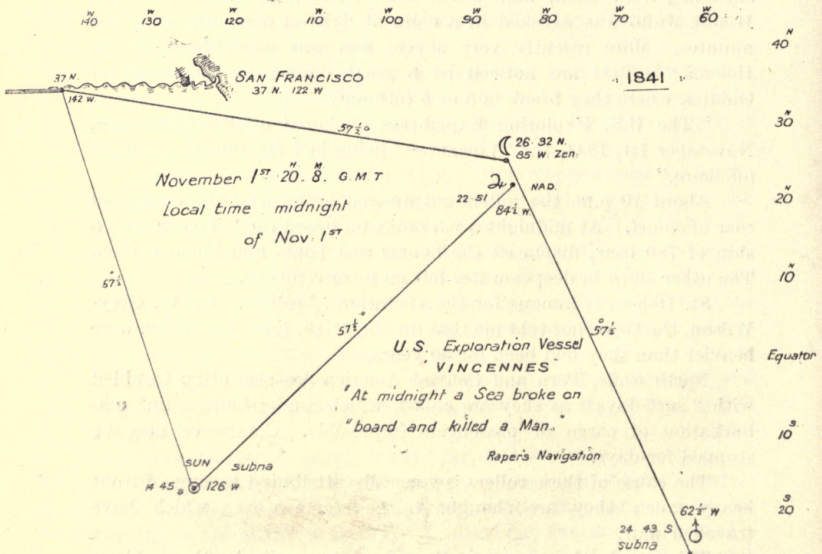 W W W W W W W W W
140 130 120 110 100 90 80 70 60
N
40
SAN FRANCISCO
37 N. 122 W
37 N.
142 W
1841
57½°
N
30
26·32 N.
85 W. Zen.
November 1ST 20. H 8. M G M T
Local time midnight
of Nov. 1ST
NAD.
22·51
84½ W
N
20
N
10
57½°
57½°
57½°
U.S. Exploration Vessel
"VINCENNES"
"At midnight a Sea broke on
"board and killed a Man."
Raper's Navigation
Equator
10 S
SUN subna
14 45 S 126 W
S
20
62½ W
24 43 S
subna